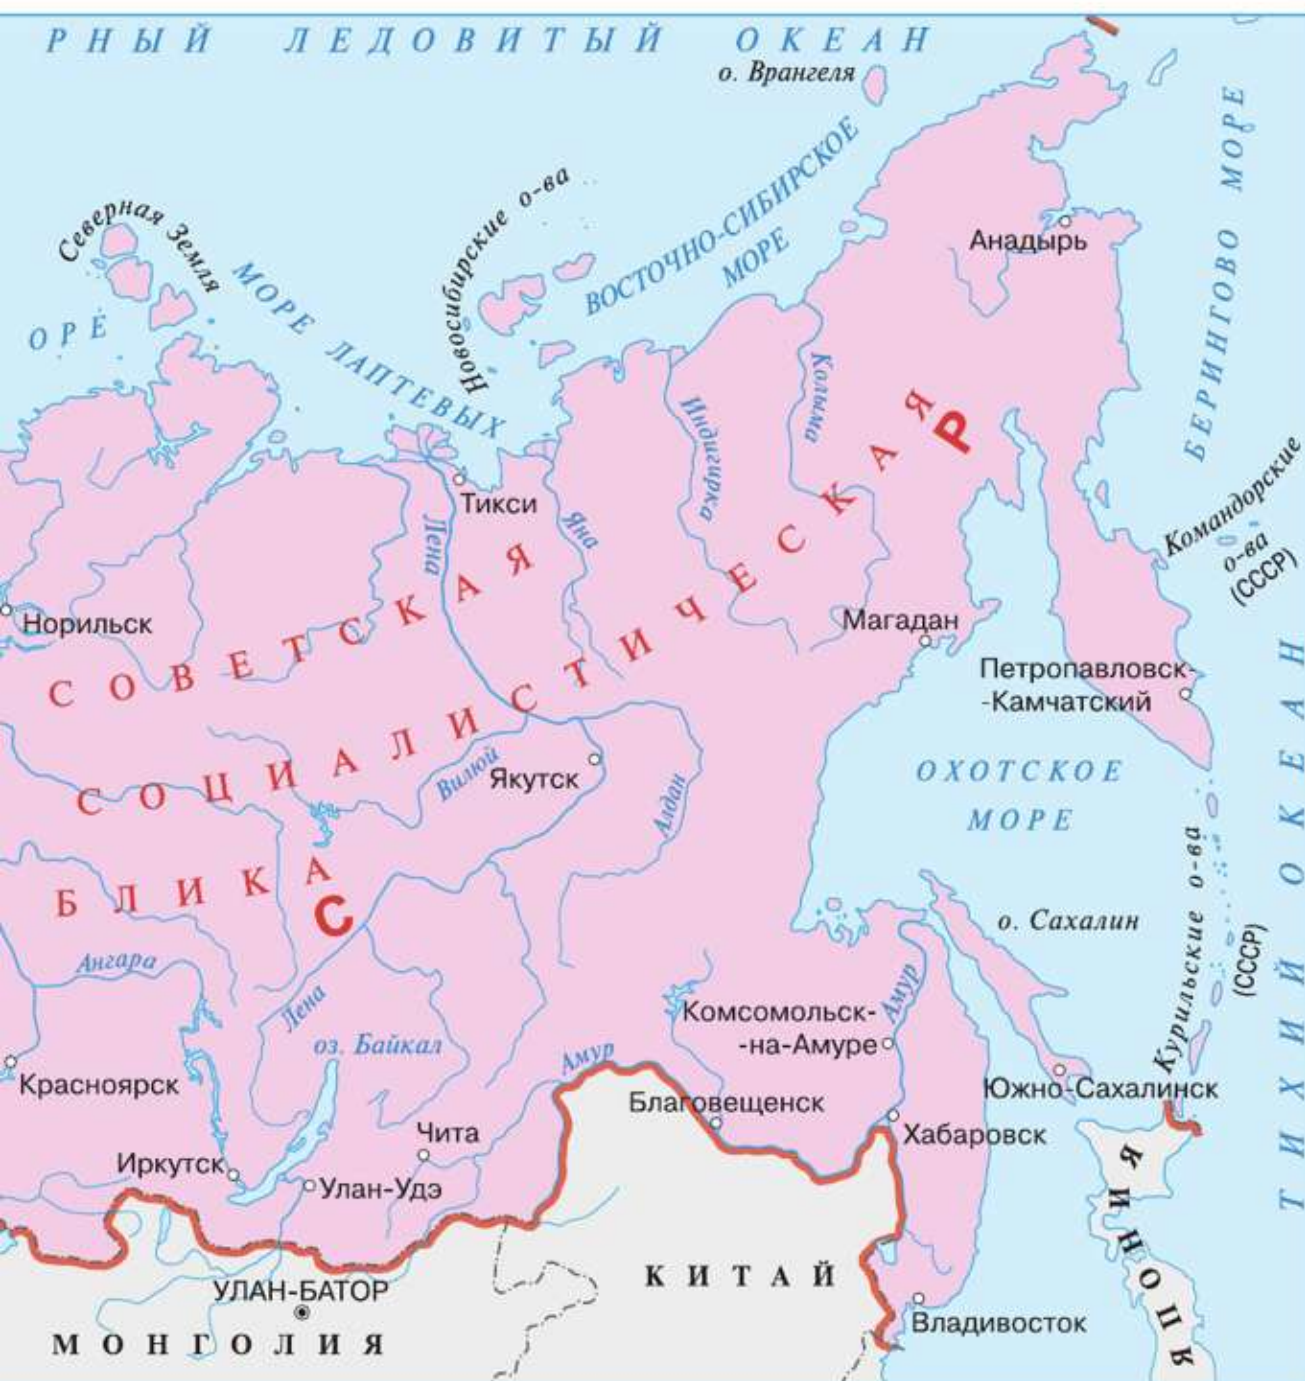 РНЫЙ ЛЕДОВИТЫЙ ОКЕАН
о. Врангеля
Северная Земля
Новосибирские о-ва
ВОСТОЧНО-СИБИРСКОЕ
МОРЕ
БЕРИНГОВО МОРЕ
Анадырь
МОРЕ ЛАПТЕВЫХ
ОРЕ
Колыма
Индигирка
Р
Командорские
о-ва
(СССР)
Тикси
Лена
Яна
Норильск
СОВЕТСКАЯ
СОЦИАЛИСТИЧЕСКАЯ
БЛИКА
С
Магадан
Петропавловск-
-Камчатский
Вилюй
Якутск
Алдан
ОХОТСКОЕ
МОРЕ
ТИХИЙ ОКЕАН
Курильские о-ва
(СССР)
о. Сахалин
Ангара
Лена
оз. Байкал
Амур
Комсомольск-
-на-Амуре
Амур
Красноярск
Благовещенск
Южно-Сахалинск
Чита
Хабаровск
Иркутск
Улан-Удэ
УЛАН-БАТОР
МОНГОЛИЯ
КИТАЙ
Владивосток
ЯПОНИЯ